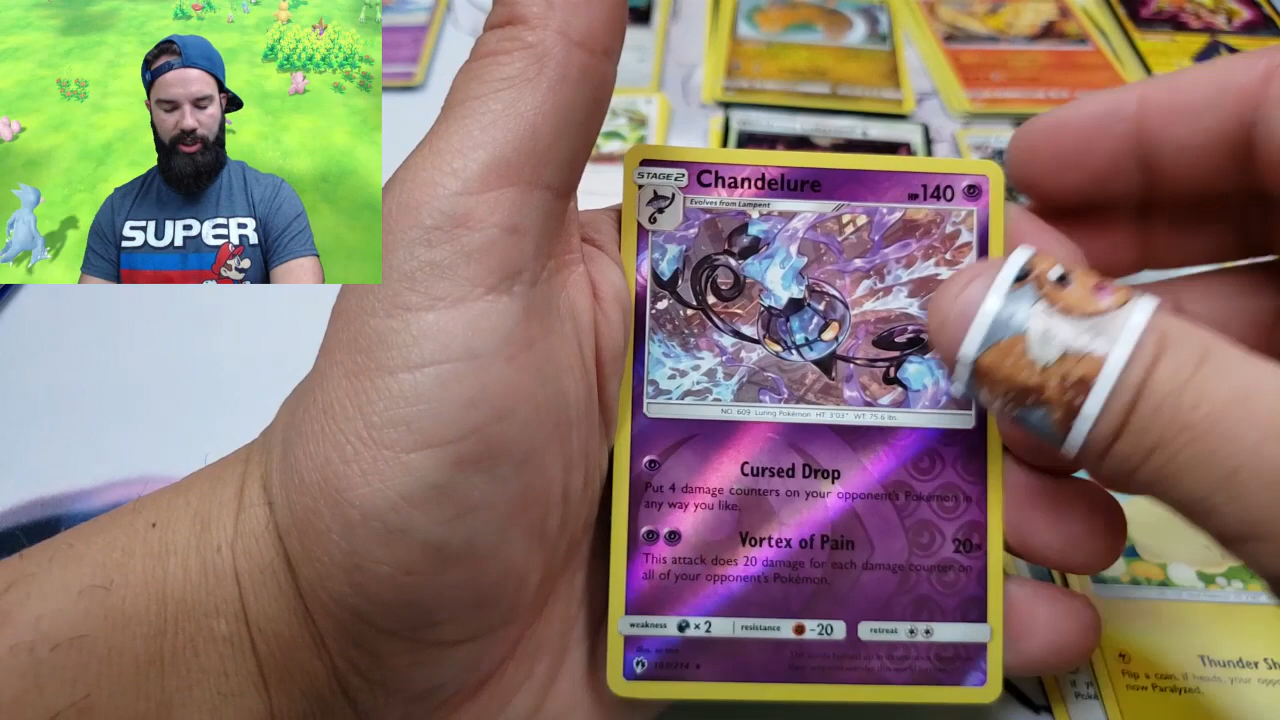 SUPER
STAGE2 Chandelure HP 140
Evolves from Lampent
NO. 609 Luring Pokémon HT: 3'03" WT: 75.6 lbs.
Cursed Drop
Put 4 damage counters on your opponent's Pokémon in
any way you like.
Vortex of Pain 20×
This attack does 20 damage for each damage counter on
all of your opponent's Pokémon.
weakness × 2 resistance -20 retreat
Thunder Sh
Flip a coin, if heads, your oppo
now Paralyzed.